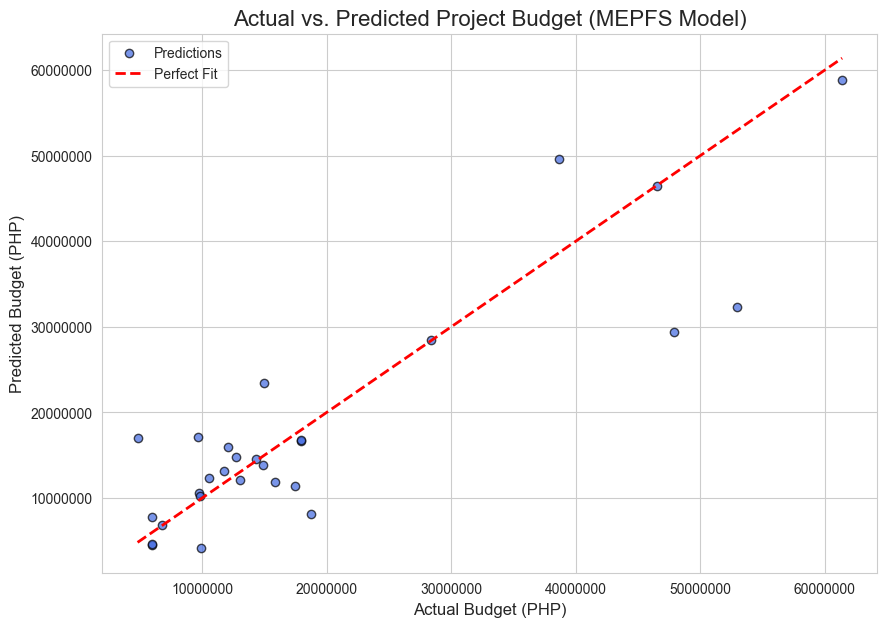 Actual vs. Predicted Project Budget (MEPFS Model)
Predictions
Perfect Fit
60000000
50000000
40000000
30000000
20000000
10000000
Predicted Budget (PHP)
10000000 20000000 30000000 40000000 50000000 60000000
Actual Budget (PHP)